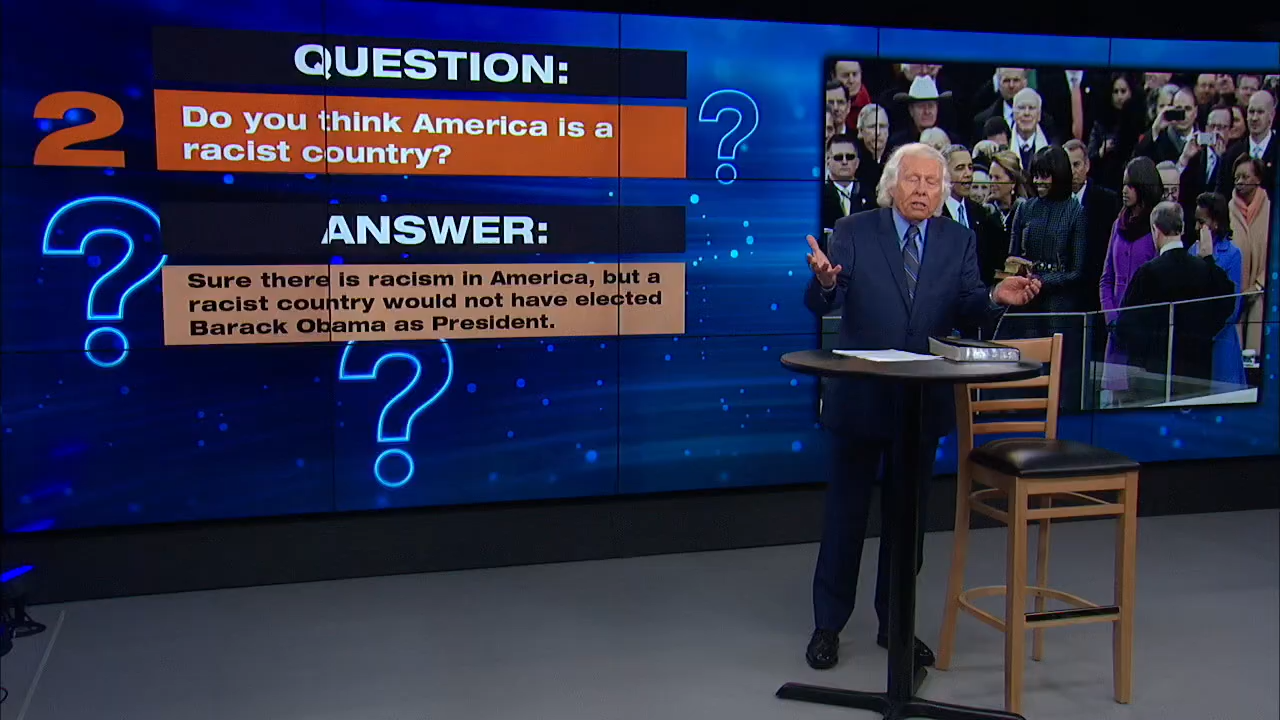 2
QUESTION:
Do you think America is a
racist country?
ANSWER:
Sure there is racism in America, but a
racist country would not have elected
Barack Obama as President.